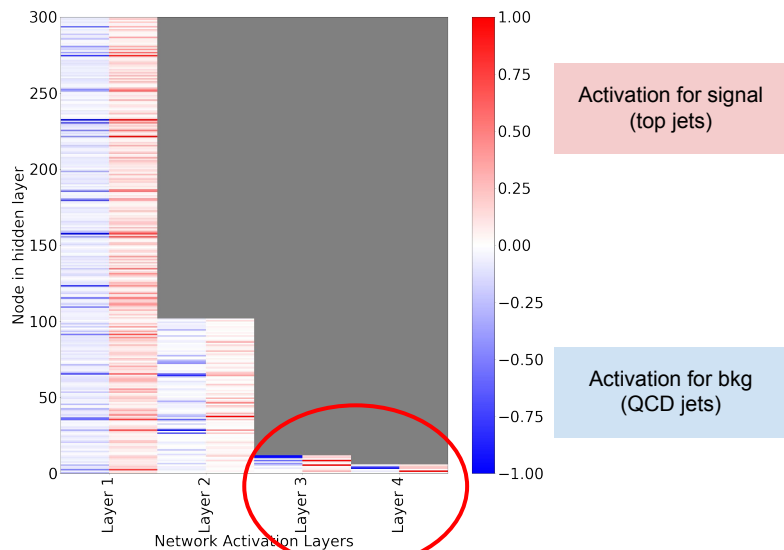 300
250
200
150
100
50
0
Node in hidden layer
Layer 1
Layer 2
Layer 3
Layer 4
Network Activation Layers
1.00
0.75
0.50
0.25
0.00
−0.25
−0.50
−0.75
−1.00
Activation for signal
(top jets)
Activation for bkg
(QCD jets)